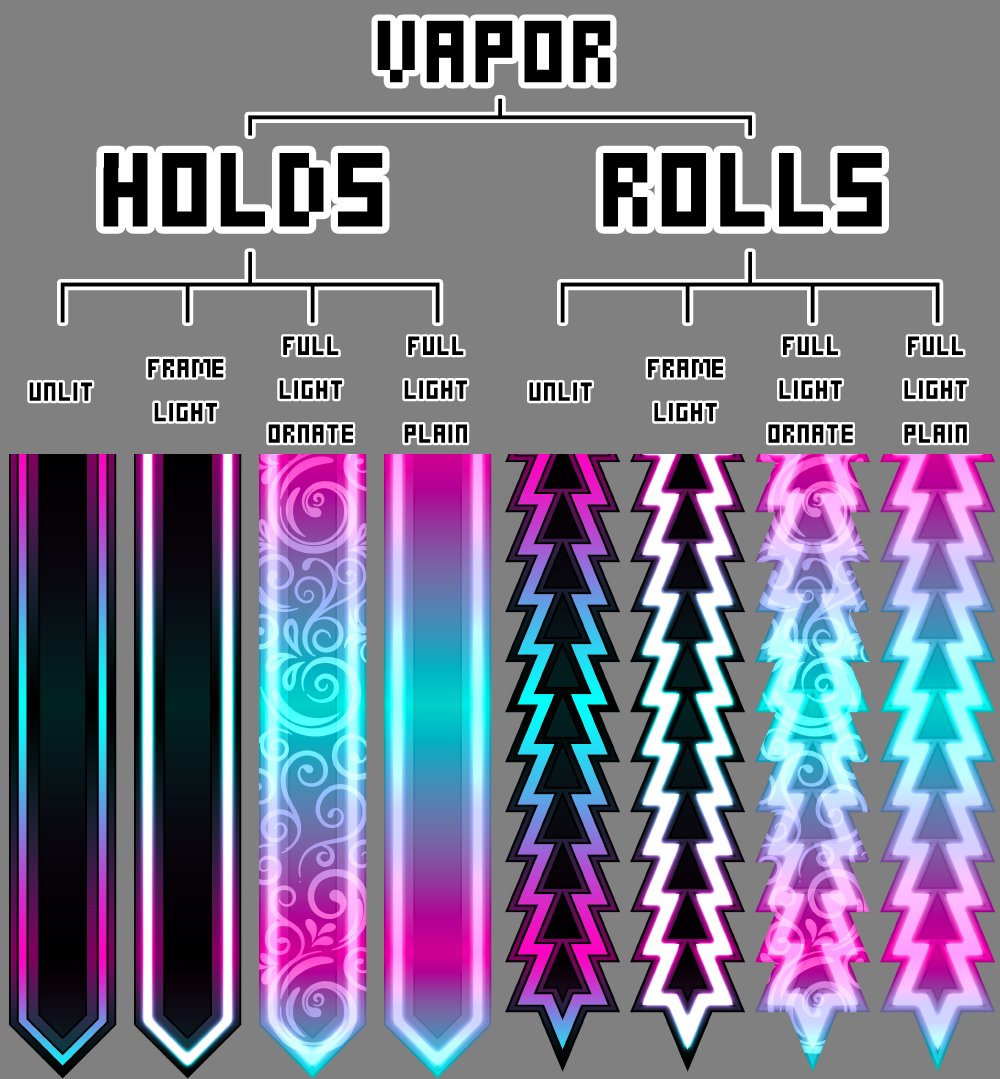 VAPOR
HOLDS
ROLLS
UNLIT
FRAME
LIGHT
FULL
LIGHT
ORNATE
FULL
LIGHT
PLAIN
UNLIT
FRAME
LIGHT
FULL
LIGHT
ORNATE
FULL
LIGHT
PLAIN